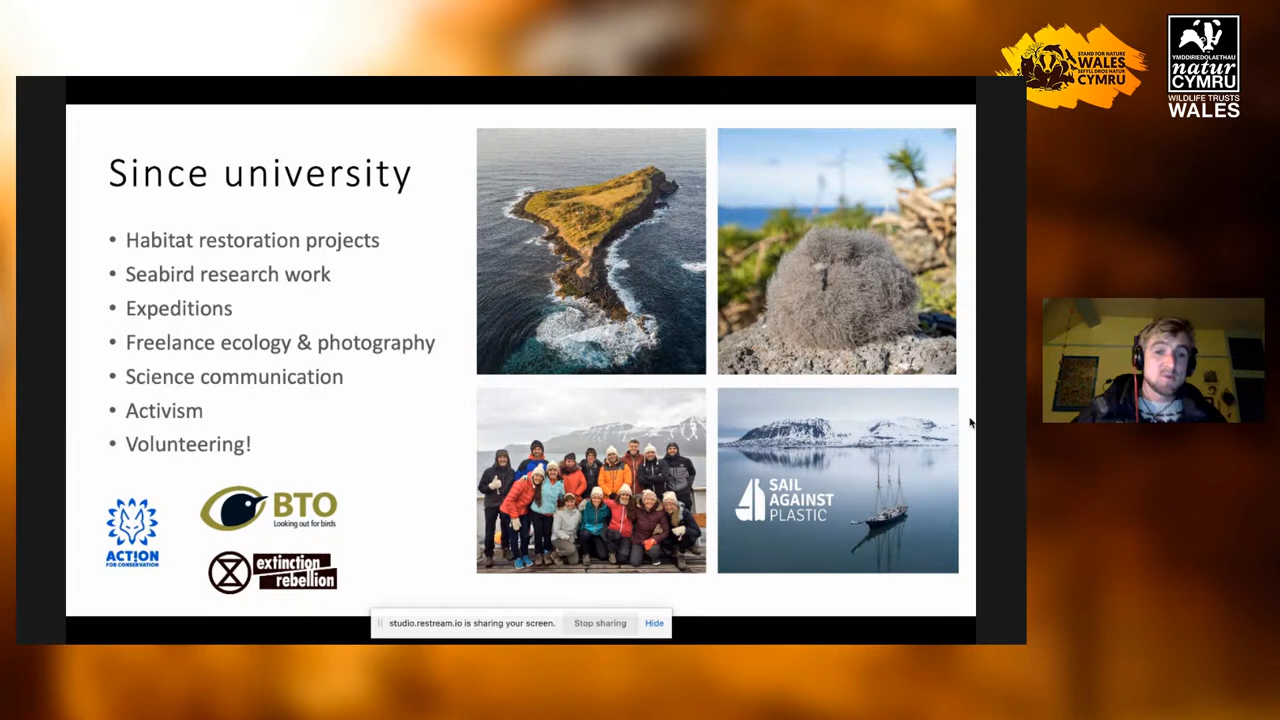 STAND FOR NATURE
WALES
SEFYLL DROS NATUR
CYMRU
YMDDIRIEDOLAETHAU
natur
CYMRU
WILDLIFE TRUSTS
WALES
Since university
• Habitat restoration projects
• Seabird research work
• Expeditions
• Freelance ecology & photography
• Science communication
• Activism
• Volunteering!
ACT!ON
FOR CONSERVATION
BTO
Looking out for birds
extinction
rebellion
SAIL
AGAINST
PLASTIC
studio.restream.io is sharing your screen.
Stop sharing
Hide